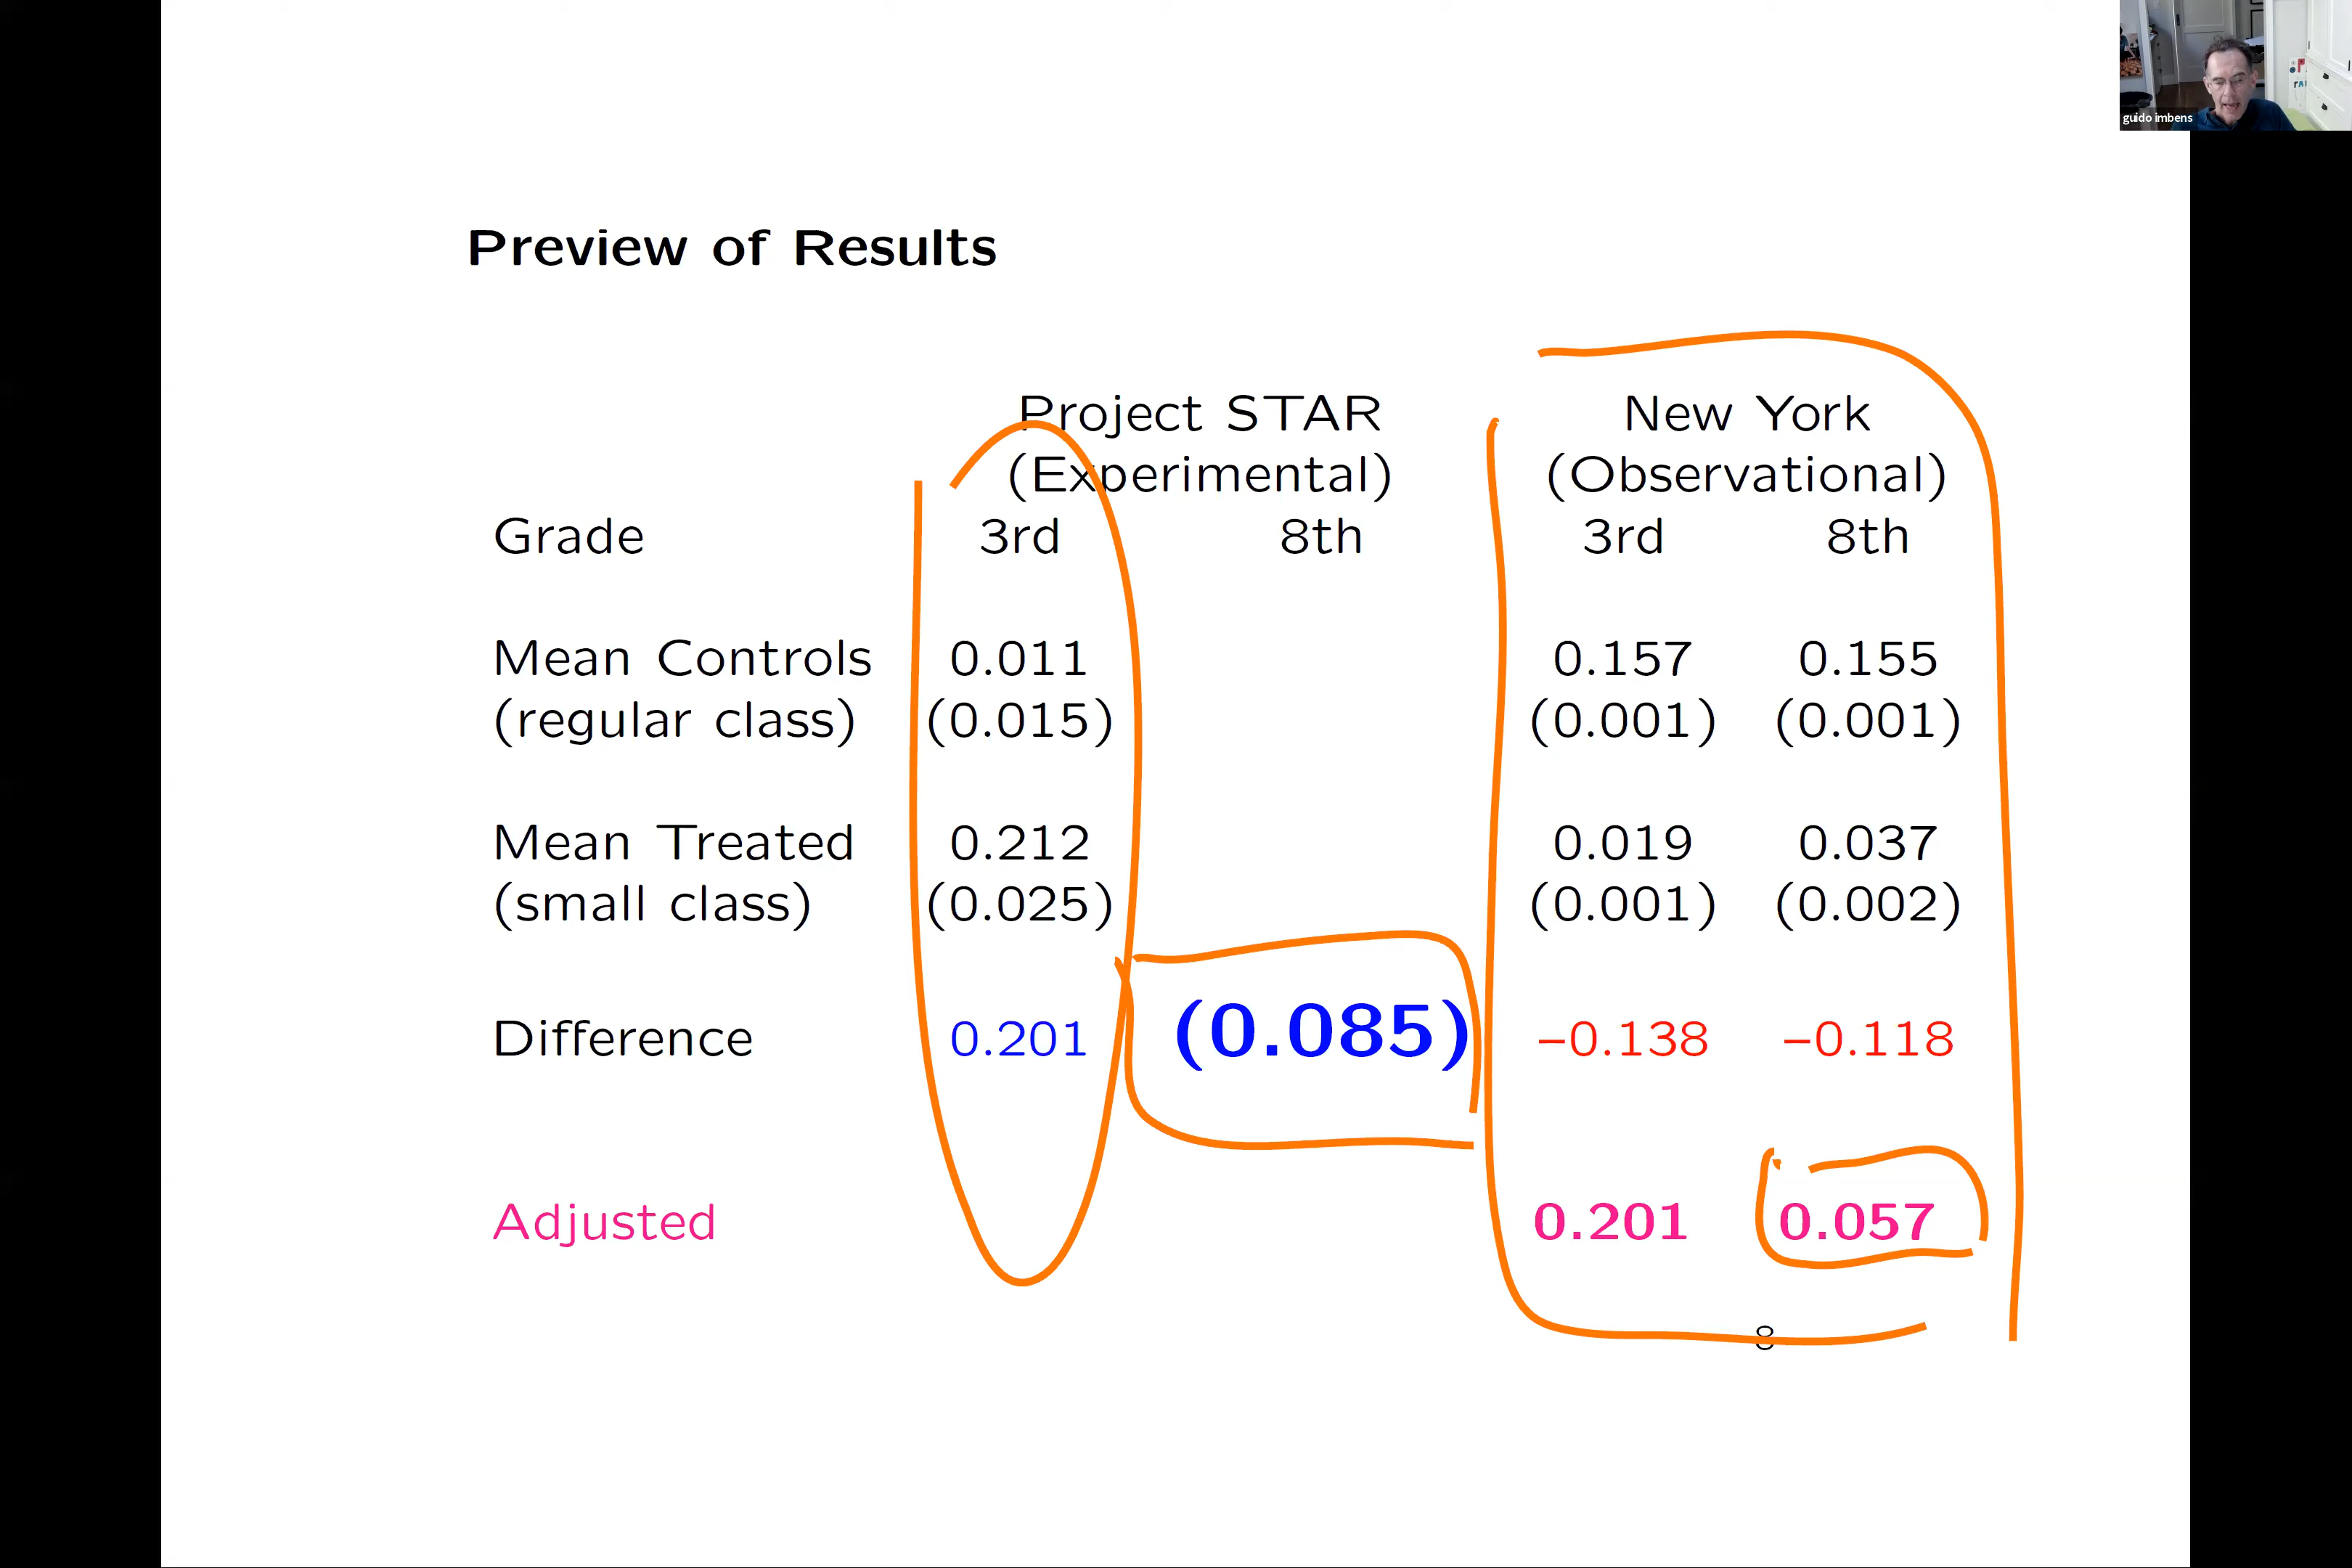 guido imbens
Preview of Results
Project STAR New York
(Experimental) (Observational)
Grade 3rd 8th 3rd 8th
Mean Controls 0.011 0.157 0.155
(regular class) (0.015) (0.001) (0.001)
Mean Treated 0.212 0.019 0.037
(small class) (0.025) (0.001) (0.002)
Difference 0.201 (0.085) −0.138 −0.118
Adjusted 0.201 0.057
8